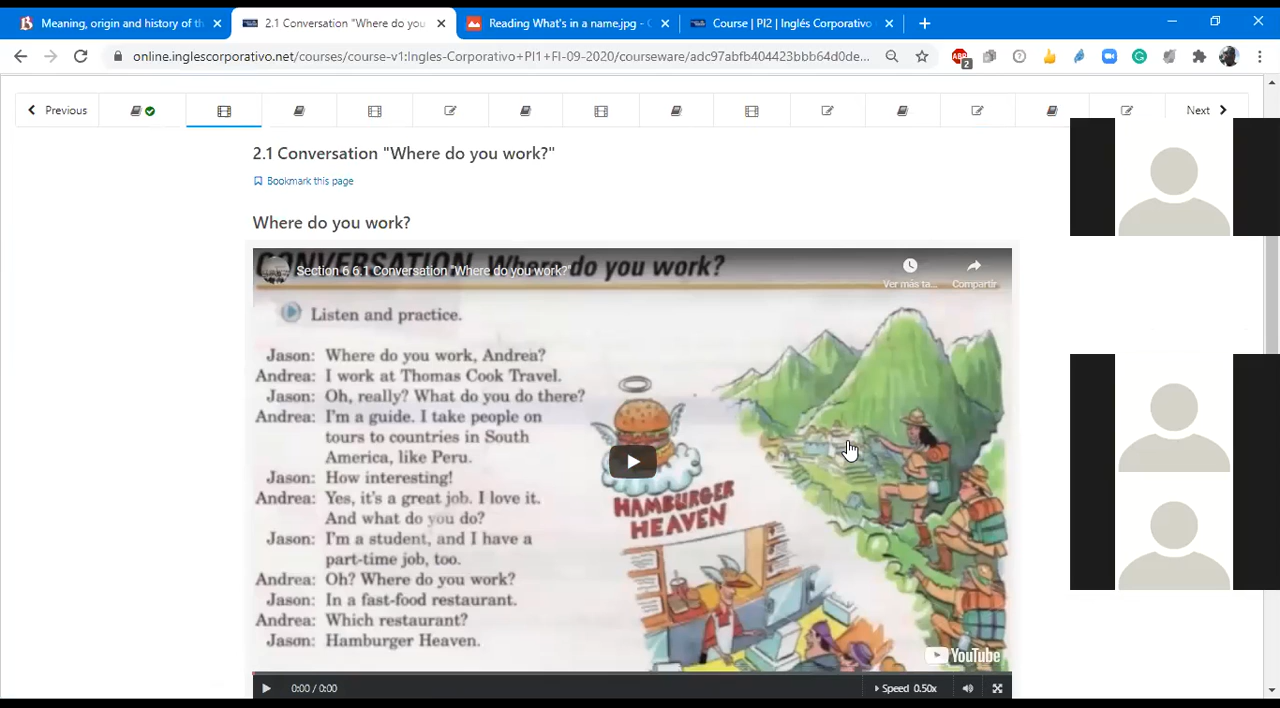 Meaning, origin and history of th
2.1 Conversation "Where do you
Reading What's in a name.jpg - 
Course | PI2 | Inglés Corporativo
online.inglescorporativo.net/courses/course-v1:Ingles-Corporativo+PI1+FI-09-2020/courseware/adc97abfb404423bbb64d0de...
2
Previous
Next
2.1 Conversation "Where do you work?"
Bookmark this page
Where do you work?
CONVERSATION Where do you work?
Section 6 6.1 Conversation "Where do you work?"
Ver más ta...
Compartir
Listen and practice.
Jason: Where do you work, Andrea?
Andrea: I work at Thomas Cook Travel.
Jason: Oh, really? What do you do there?
Andrea: I'm a guide. I take people on
tours to countries in South
America, like Peru.
Jason: How interesting!
Andrea: Yes, it's a great job. I love it.
And what do you do?
Jason: I'm a student, and I have a
part-time job, too.
Andrea: Oh? Where do you work?
Jason: In a fast-food restaurant.
Andrea: Which restaurant?
Jason: Hamburger Heaven.
HAMBURGER
HEAVEN
YouTube
0:00 / 0:00
Speed 0.50x